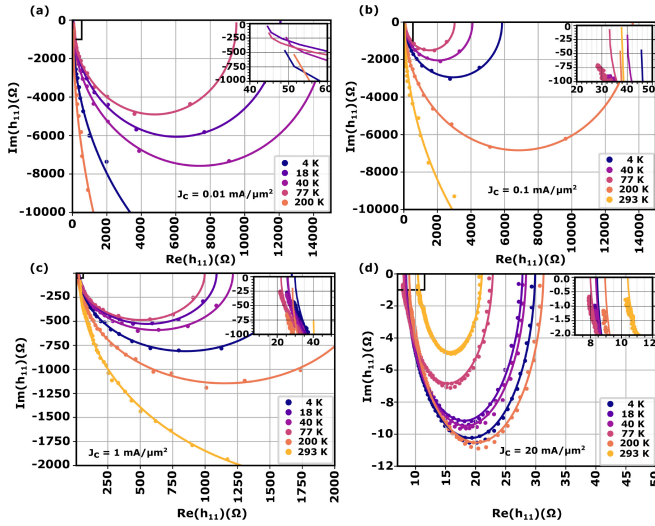 (a)
0
-2000
-4000
-6000
-8000
-10000
Im(h₁₁)(Ω)
0 2000 4000 6000 8000 10000 12000 14000
Re(h₁₁)(Ω)
J_C = 0.01 mA/μm²
4 K
18 K
40 K
77 K
200 K
0
-250
-500
-750
-1000
40 50 60
(b)
0
-2000
-4000
-6000
-8000
-10000
Im(h₁₁)(Ω)
0 2000 4000 6000 8000 10000 12000 14000
Re(h₁₁)(Ω)
J_C = 0.1 mA/μm²
4 K
40 K
77 K
200 K
293 K
0
-25
-50
-75
-100
20 30 40 50
(c)
-250
-500
-750
-1000
-1250
-1500
-1750
-2000
Im(h₁₁)(Ω)
0 250 500 750 1000 1250 1500 1750 2000
Re(h₁₁)(Ω)
J_C = 1 mA/μm²
4 K
18 K
40 K
77 K
200 K
293 K
0
-25
-50
-75
-100
20 40
(d)
0
-2
-4
-6
-8
-10
-12
Im(h₁₁)(Ω)
10 15 20 25 30 35 40 45 50
Re(h₁₁)(Ω)
J_C = 20 mA/μm²
4 K
18 K
40 K
77 K
200 K
293 K
0.0
-0.5
-1.0
-1.5
-2.0
8 10 12